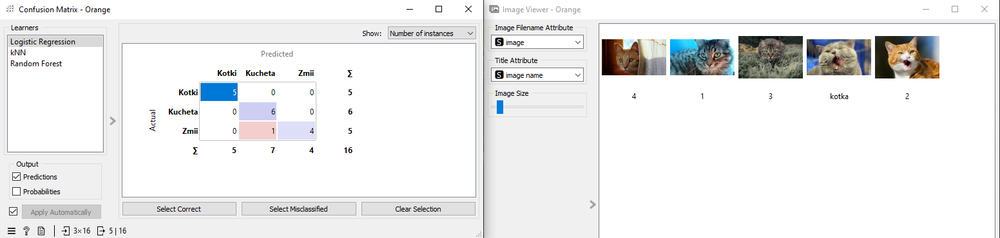 Confusion Matrix - Orange
Learners
Logistic Regression
kNN
Random Forest
Output
Predictions
Probabilities
Apply Automatically
3×16
5 | 16
Show: Number of instances
Predicted
Kotki Kucheta Zmii Σ
Actual
Kotki 5 0 0 5
Kucheta 0 6 0 6
Zmii 0 1 4 5
Σ 5 7 4 16
Select Correct
Select Misclassified
Clear Selection
Image Viewer - Orange
Image Filename Attribute
S image
Title Attribute
S image name
Image Size
4 1 3 kotka 2